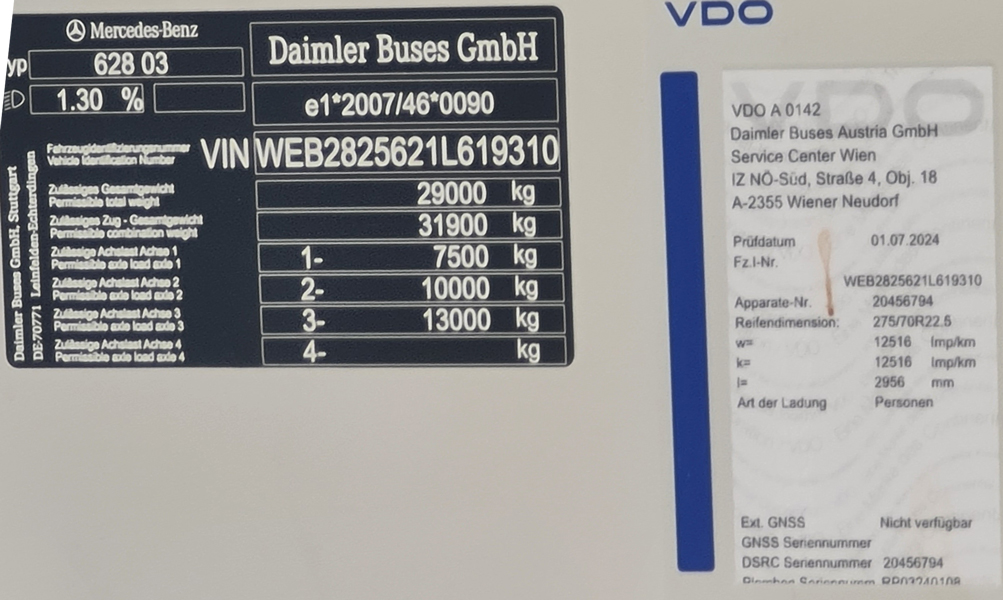 Mercedes-Benz
yp 628 03
1.30 %
Daimler Buses GmbH
e1*2007/46*0090
Fahrzeugidentifizierungsnummer
Vehicle Identification Number
VIN WEB2825621L619310
Zulässiges Gesamtgewicht
Permissible total weight
29000 kg
Zulässiges Zug - Gesamtgewicht
Permissible combination weight
31900 kg
Zulässige Achslast Achse 1
Permissible axle load axle 1
1- 7500 kg
Zulässige Achslast Achse 2
Permissible axle load axle 2
2- 10000 kg
Zulässige Achslast Achse 3
Permissible axle load axle 3
3- 13000 kg
Zulässige Achslast Achse 4
Permissible axle load axle 4
4- kg
Daimler Buses GmbH, Stuttgart
DE-70771 Leinfelden-Echterdingen
VDO
VDO
VDO A 0142
Daimler Buses Austria GmbH
Service Center Wien
IZ NÖ-Süd, Straße 4, Obj. 18
A-2355 Wiener Neudorf
Prüfdatum 01.07.2024
Fz.I-Nr.
WEB2825621L619310
Apparate-Nr. 20456794
Reifendimension: 275/70R22.5
w= 12516 Imp/km
k= 12516 Imp/km
l= 2956 mm
Art der Ladung Personen
Ext. GNSS Nicht verfügbar
GNSS Seriennummer
DSRC Seriennummer 20456794